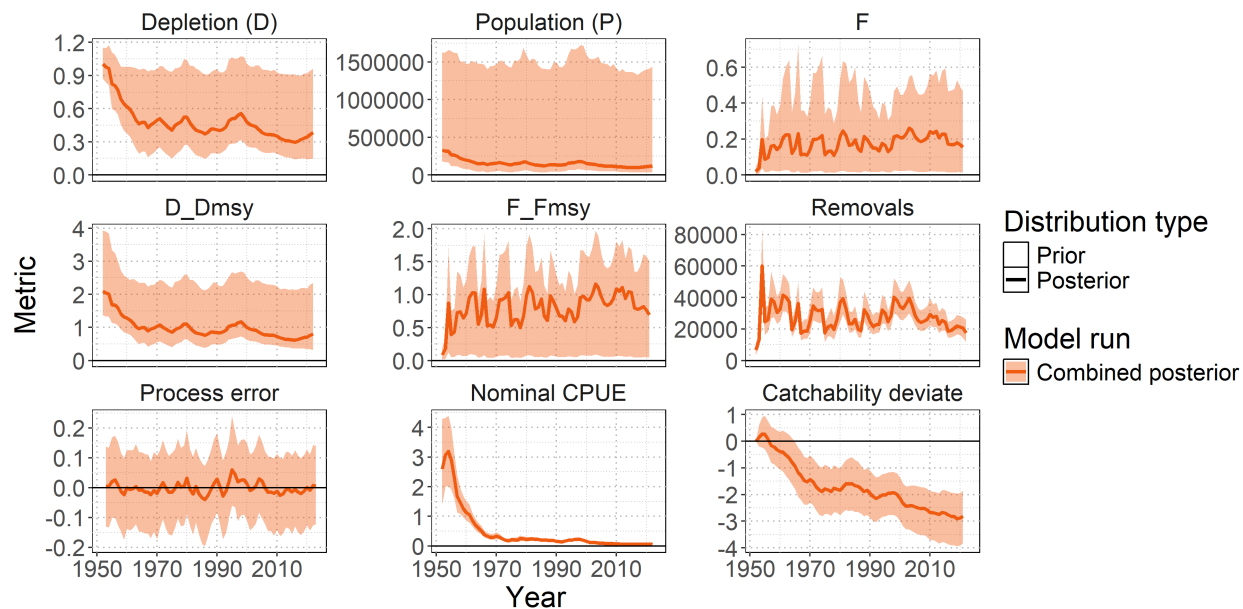 Depletion (D)
Population (P)
F
1.2
0.9
0.6
0.3
0.0
1500000
1000000
500000
0
0.6
0.4
0.2
0.0
D_Dmsy
F_Fmsy
Removals
4
3
2
1
0
2.0
1.5
1.0
0.5
0.0
80000
60000
40000
20000
0
Process error
Nominal CPUE
Catchability deviate
0.2
0.1
0.0
-0.1
-0.2
4
3
2
1
0
1
0
-1
-2
-3
-4
1950 1970 1990 2010
1950 1970 1990 2010
1950 1970 1990 2010
Metric
Year
Distribution type
Prior
Posterior
Model run
Combined posterior